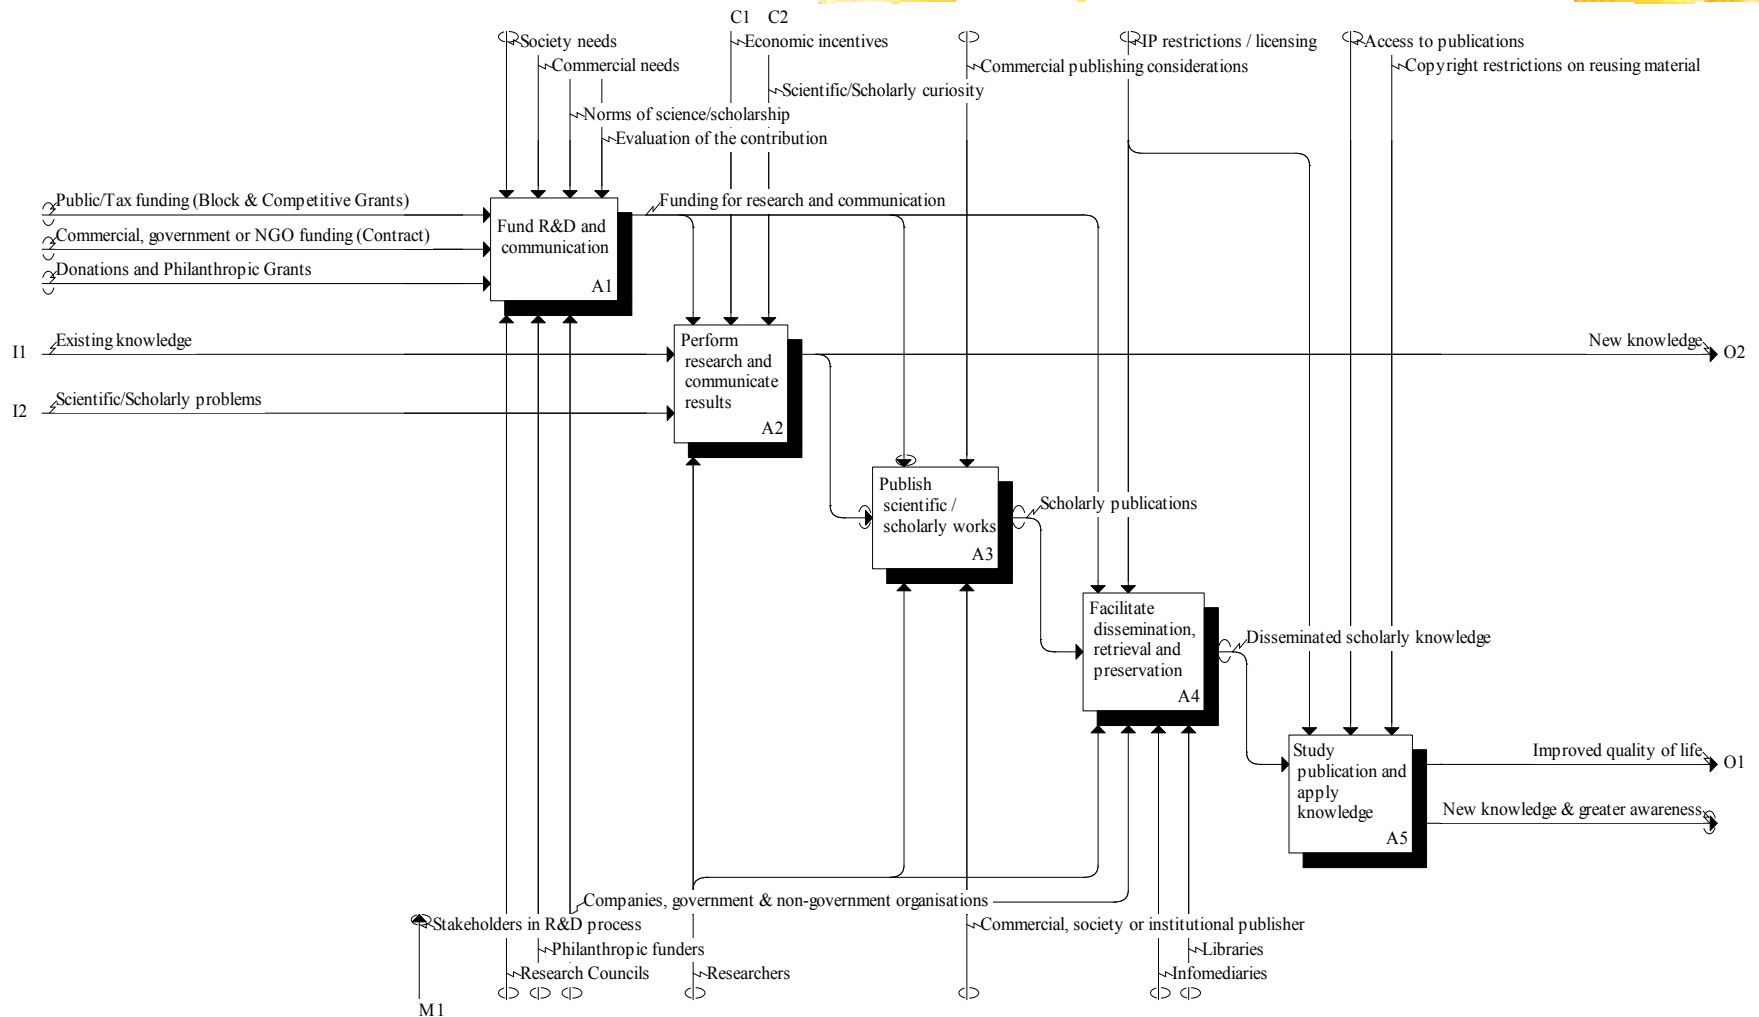 C1 C2
Society needs
Economic incentives
IP restrictions / licensing
Access to publications
Commercial needs
Commercial publishing considerations
Copyright restrictions on reusing material
Scientific/Scholarly curiosity
Norms of science/scholarship
Evaluation of the contribution
Public/Tax funding (Block & Competitive Grants)
Funding for research and communication
Commercial, government or NGO funding (Contract)
Donations and Philanthropic Grants
Fund R&D and
communication
A1
I1
Existing knowledge
New knowledge
O2
I2
Scientific/Scholarly problems
Perform
research and
communicate
results
A2
Publish
scientific /
scholarly works
A3
Scholarly publications
Facilitate
dissemination,
retrieval and
preservation
A4
Disseminated scholarly knowledge
Study
publication and
apply
knowledge
A5
Improved quality of life
O1
New knowledge & greater awareness
Companies, government & non-government organisations
Stakeholders in R&D process
Commercial, society or institutional publisher
Philanthropic funders
Libraries
Research Councils
Researchers
Infomediaries
M1